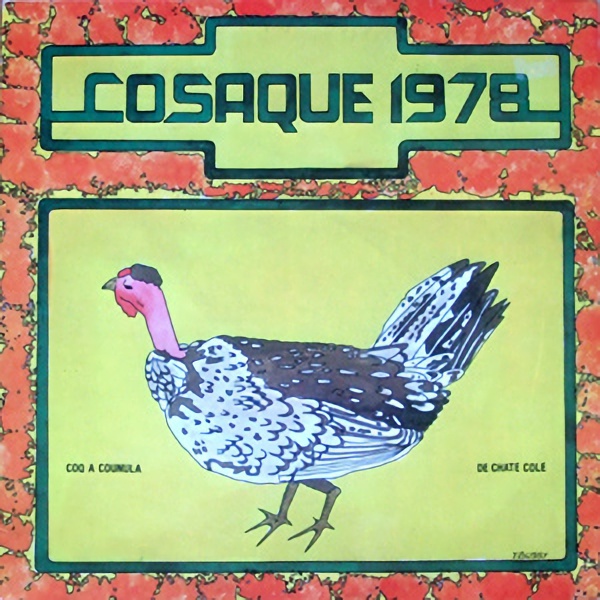 COSAQUE 1978
COQ A COUNULA
DE CHATE COLE